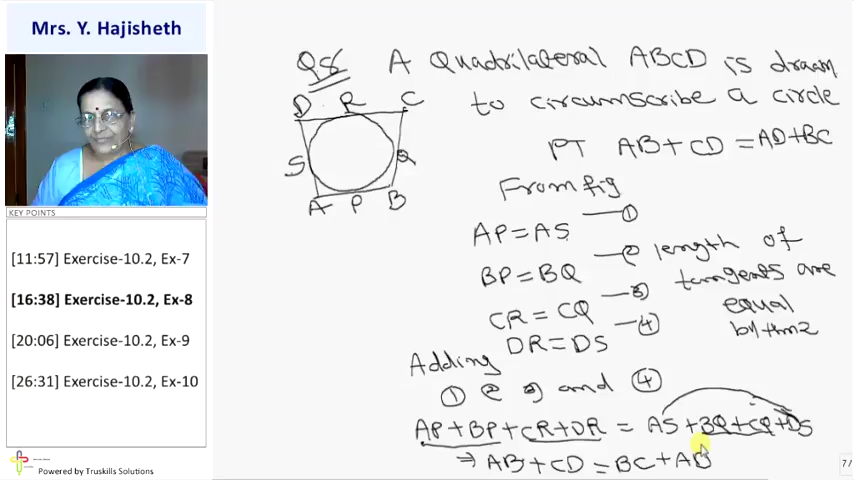 Mrs. Y. Hajisheth
KEY POINTS
[11:57] Exercise-10.2, Ex-7
[16:38] Exercise-10.2, Ex-8
[20:06] Exercise-10.2, Ex-9
[26:31] Exercise-10.2, Ex-10
Powered by Truskills Solutions
Q8 A Quadrilateral ABCD is drawn
to circumscribe a circle
D R C
S Q
A P B
PT AB + CD = AD + BC
From fig
AP = AS — ①
BP = BQ — ② length of
CR = CQ — ③ tangents are
DR = DS — ④ equal
by thm 2
Adding
① ② ③ and ④
AP + BP + CR + DR = AS + BQ + CQ + DS
⇒ AB + CD = BC + AD
7/